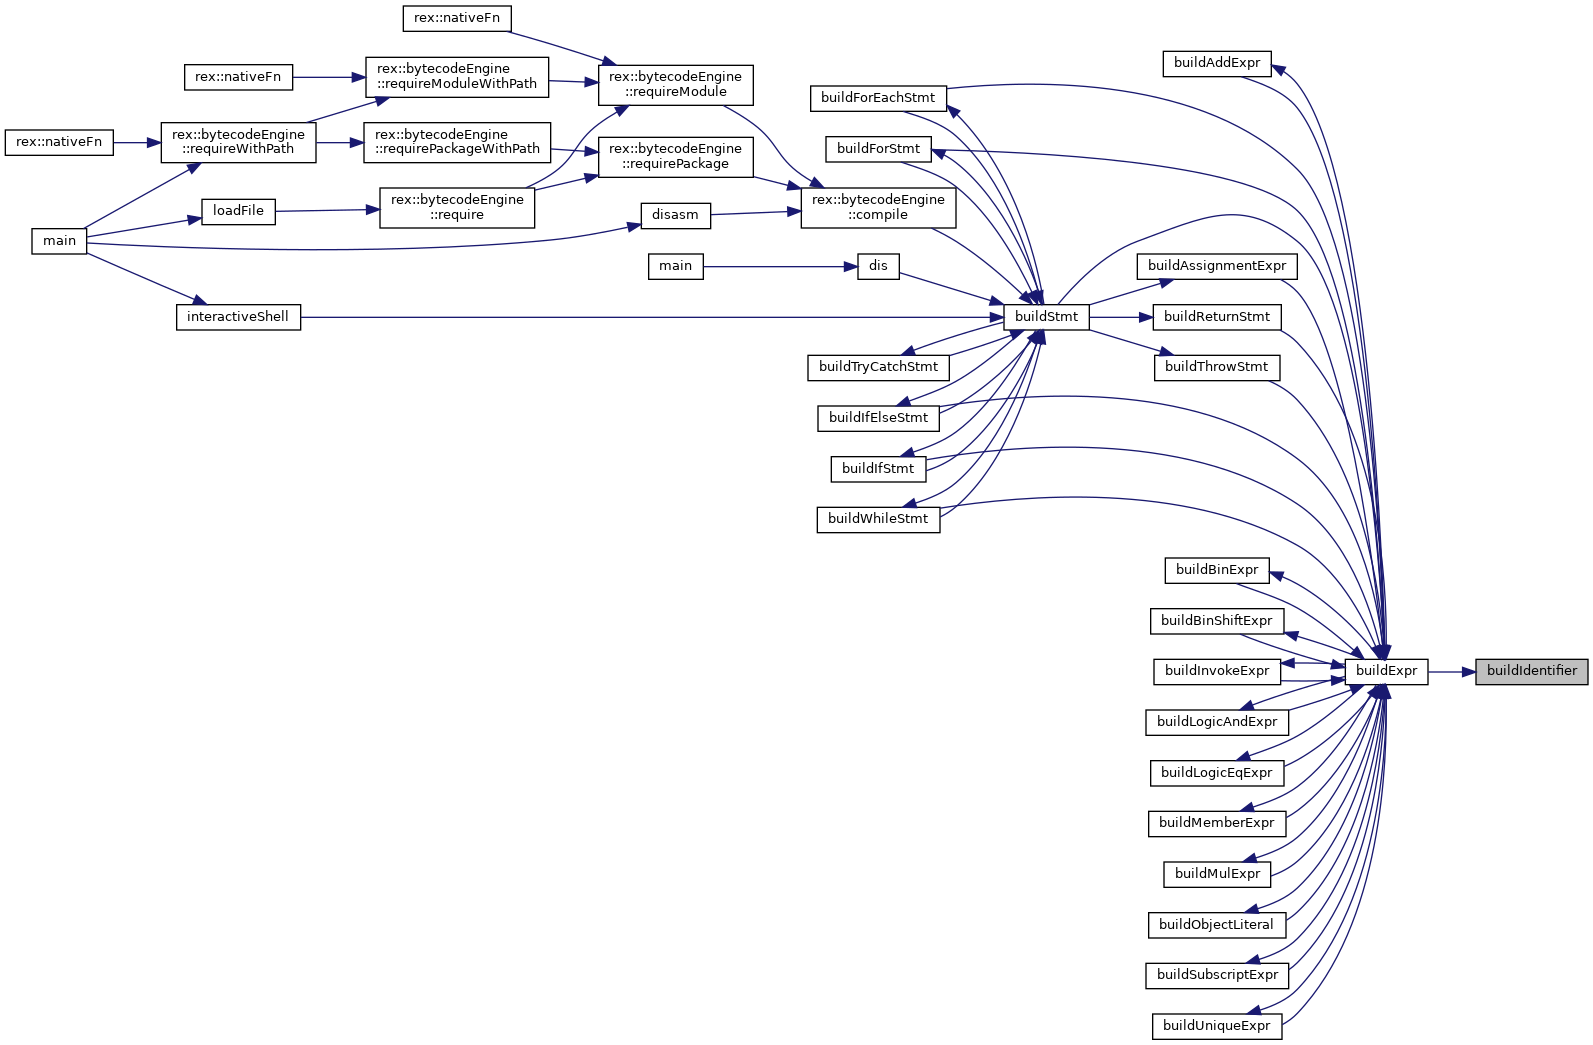 rex::nativeFn
rex::nativeFn
rex::bytecodeEngine
::requireModuleWithPath
rex::bytecodeEngine
::requireModule
rex::nativeFn
rex::bytecodeEngine
::requireWithPath
rex::bytecodeEngine
::requirePackageWithPath
rex::bytecodeEngine
::requirePackage
rex::bytecodeEngine
::require
loadFile
disasm
rex::bytecodeEngine
::compile
main
main
dis
interactiveShell
buildForEachStmt
buildForStmt
buildStmt
buildTryCatchStmt
buildIfElseStmt
buildIfStmt
buildWhileStmt
buildAddExpr
buildAssignmentExpr
buildReturnStmt
buildThrowStmt
buildBinExpr
buildBinShiftExpr
buildInvokeExpr
buildExpr
buildIdentifier
buildLogicAndExpr
buildLogicEqExpr
buildMemberExpr
buildMulExpr
buildObjectLiteral
buildSubscriptExpr
buildUniqueExpr